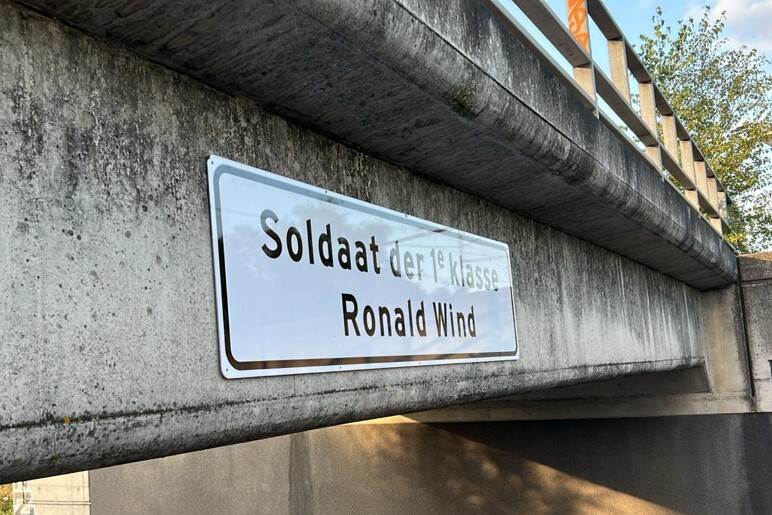 Soldaat der 1e klasse
Ronald Wind